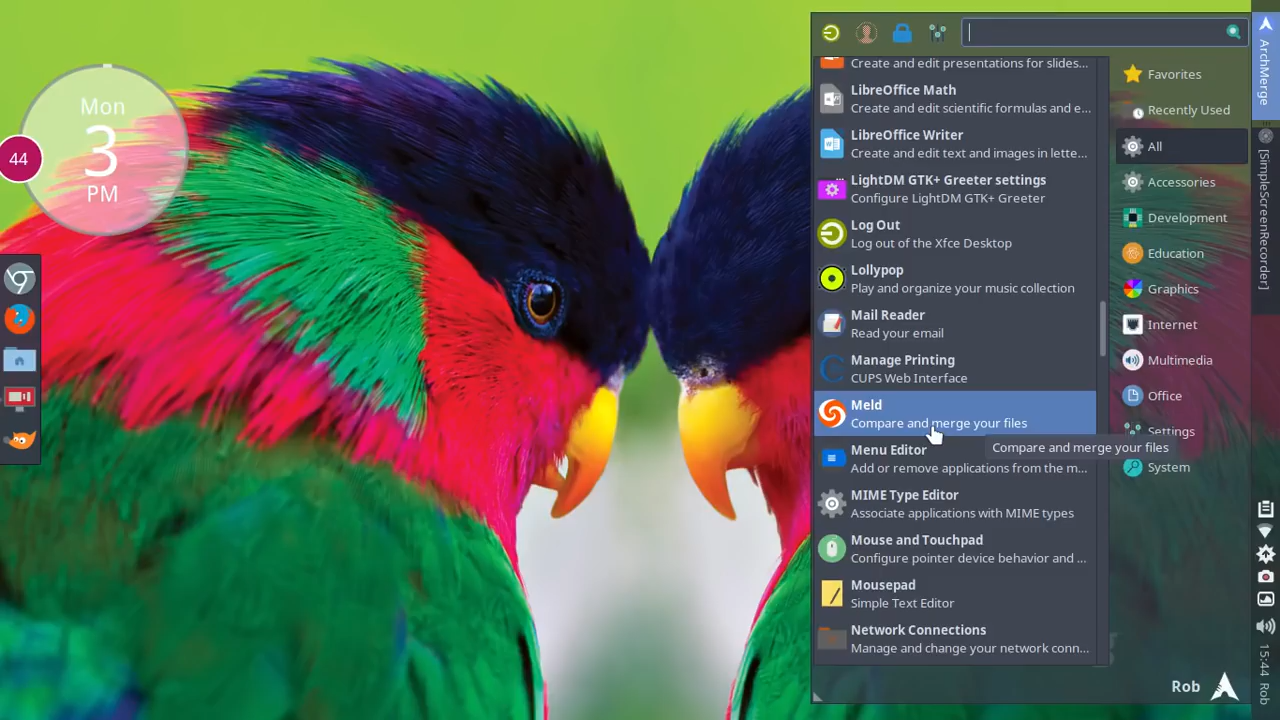 Mon
3
PM
44
Create and edit presentations for slides...
LibreOffice Math
Create and edit scientific formulas and e...
LibreOffice Writer
Create and edit text and images in lette...
LightDM GTK+ Greeter settings
Configure LightDM GTK+ Greeter
Log Out
Log out of the Xfce Desktop
Lollypop
Play and organize your music collection
Mail Reader
Read your email
Manage Printing
CUPS Web Interface
Meld
Compare and merge your files
Menu Editor
Add or remove applications from the m...
MIME Type Editor
Associate applications with MIME types
Mouse and Touchpad
Configure pointer device behavior and ...
Mousepad
Simple Text Editor
Network Connections
Manage and change your network conn...
Compare and merge your files
Favorites
Recently Used
All
Accessories
Development
Education
Graphics
Internet
Multimedia
Office
Settings
System
Rob
ArchMerge
[SimpleScreenRecorder]
15:44 Rob